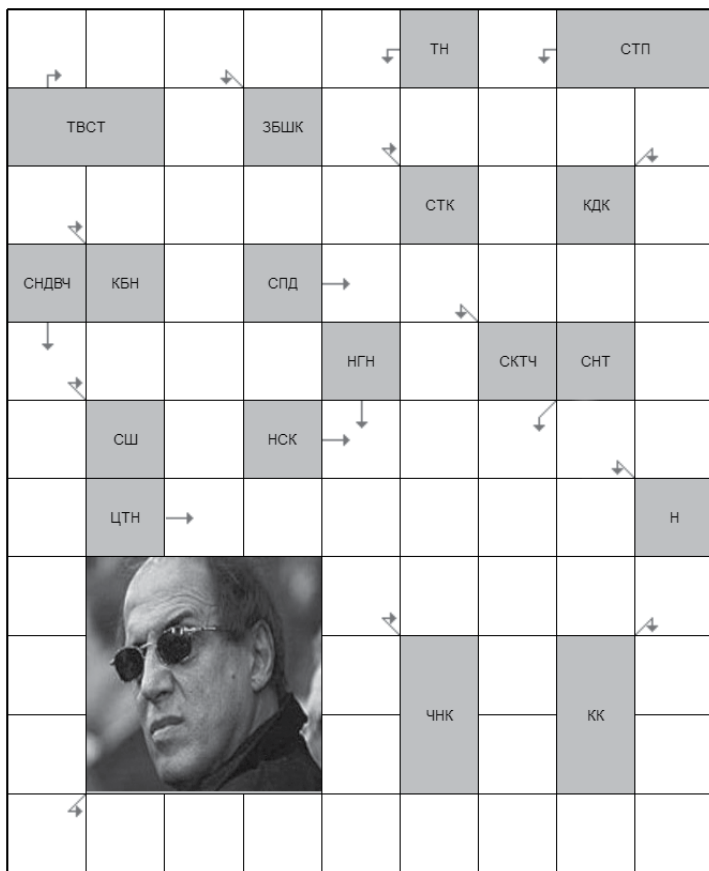 ТН СТП
ТВСТ ЗБШК
СТК КДК
СНДВЧ КБН СПД
НГН СКТЧ СНТ
СШ НСК
ЦТН Н
ЧНК КК